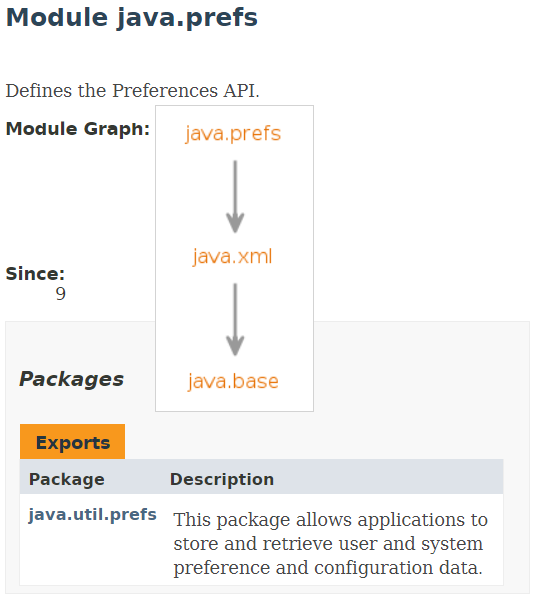 Module java.prefs
Defines the Preferences API.
Module Graph:
java.prefs
java.xml
java.base
Since:
9
Packages
Exports
Package Description
java.util.prefs This package allows applications to
store and retrieve user and system
preference and configuration data.